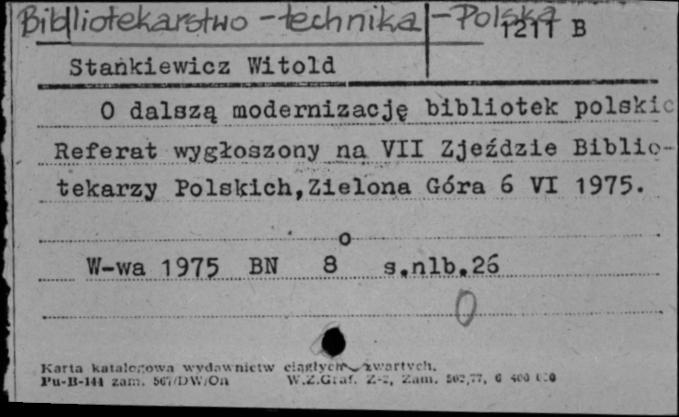 Bibliotekarstwo - technika - Polska
1211 B
Stankiewicz Witold
O dalszą modernizację bibliotek polskic
Referat wygłoszony na VII Zjeździe Biblio-
tekarzy Polskich, Zielona Góra 6 VI 1975.
o
W-wa 1975 BN 8 s.nlb.26
0
Karta katalogowa wydawnictw ciągłych zwartych.
Pu-B-144 zam. 567/DW/On W.Z.Graf. Z-2, Zam.